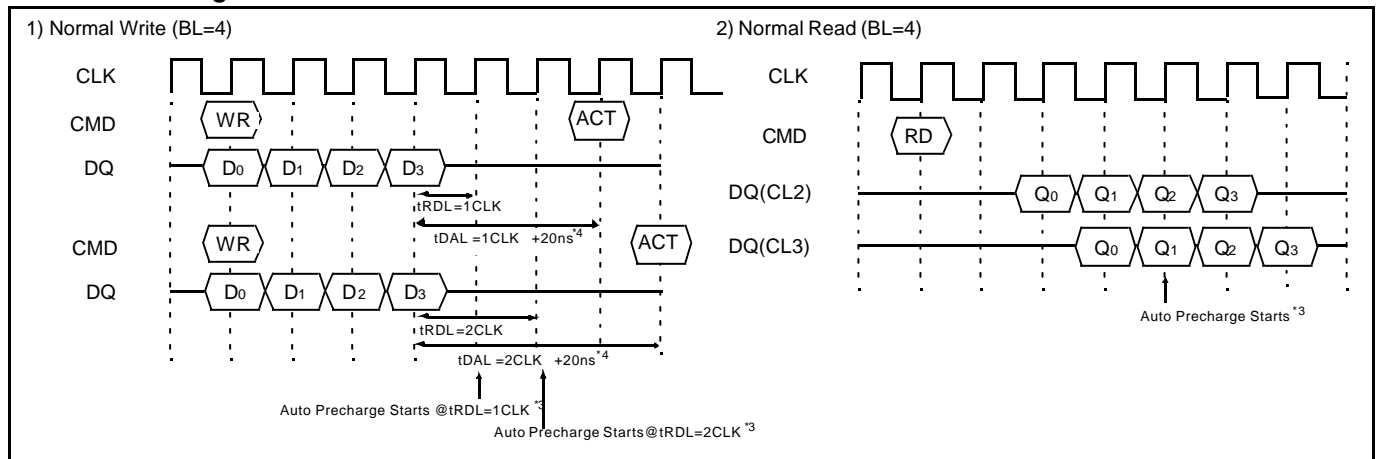 1) Normal Write (BL=4)
CLK
CMD
WR
ACT
DQ
D0 D1 D2 D3
tRDL=1CLK
tDAL =1CLK +20ns*4
CMD
WR
ACT
DQ
D0 D1 D2 D3
tRDL=2CLK
tDAL =2CLK +20ns*4
Auto Precharge Starts @tRDL=1CLK *3
Auto Precharge Starts@tRDL=2CLK *3
2) Normal Read (BL=4)
CLK
CMD
RD
DQ(CL2)
Q0 Q1 Q2 Q3
DQ(CL3)
Q0 Q1 Q2 Q3
Auto Precharge Starts*3